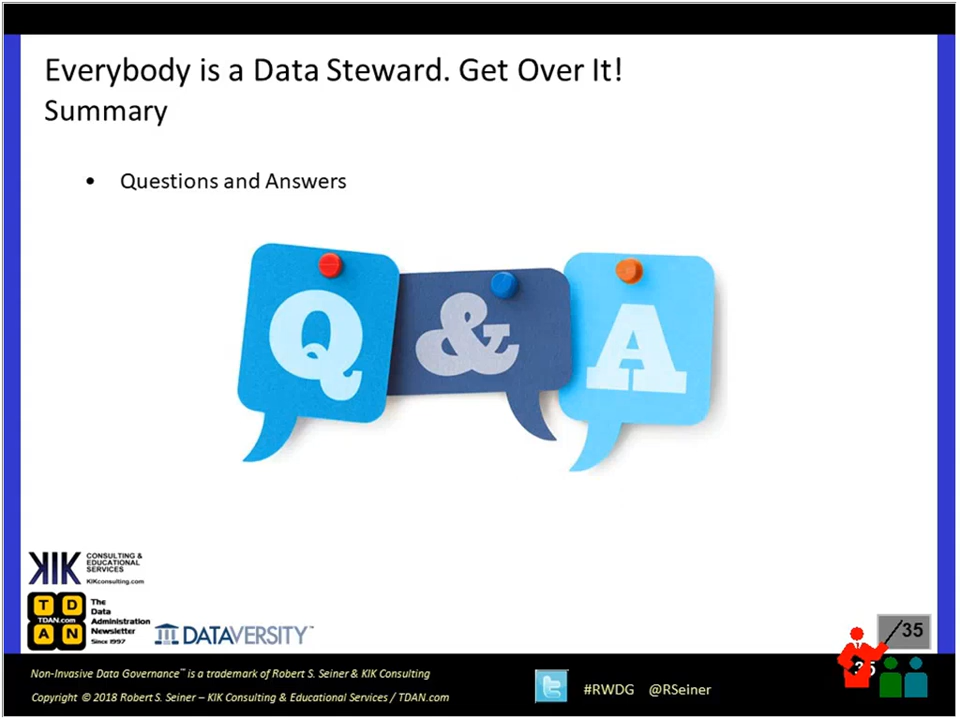 Everybody is a Data Steward. Get Over It!
Summary
• Questions and Answers
Q & A
KIK CONSULTING &
EDUCATIONAL
SERVICES
KIKconsulting.com
T D
TDAN.com
A N
The
Data
Administration
Newsletter
Since 1997
DATAVERSITY™
/35
35
Non-Invasive Data Governance™ is a trademark of Robert S. Seiner & KIK Consulting
Copyright © 2018 Robert S. Seiner – KIK Consulting & Educational Services / TDAN.com
#RWDG @RSeiner